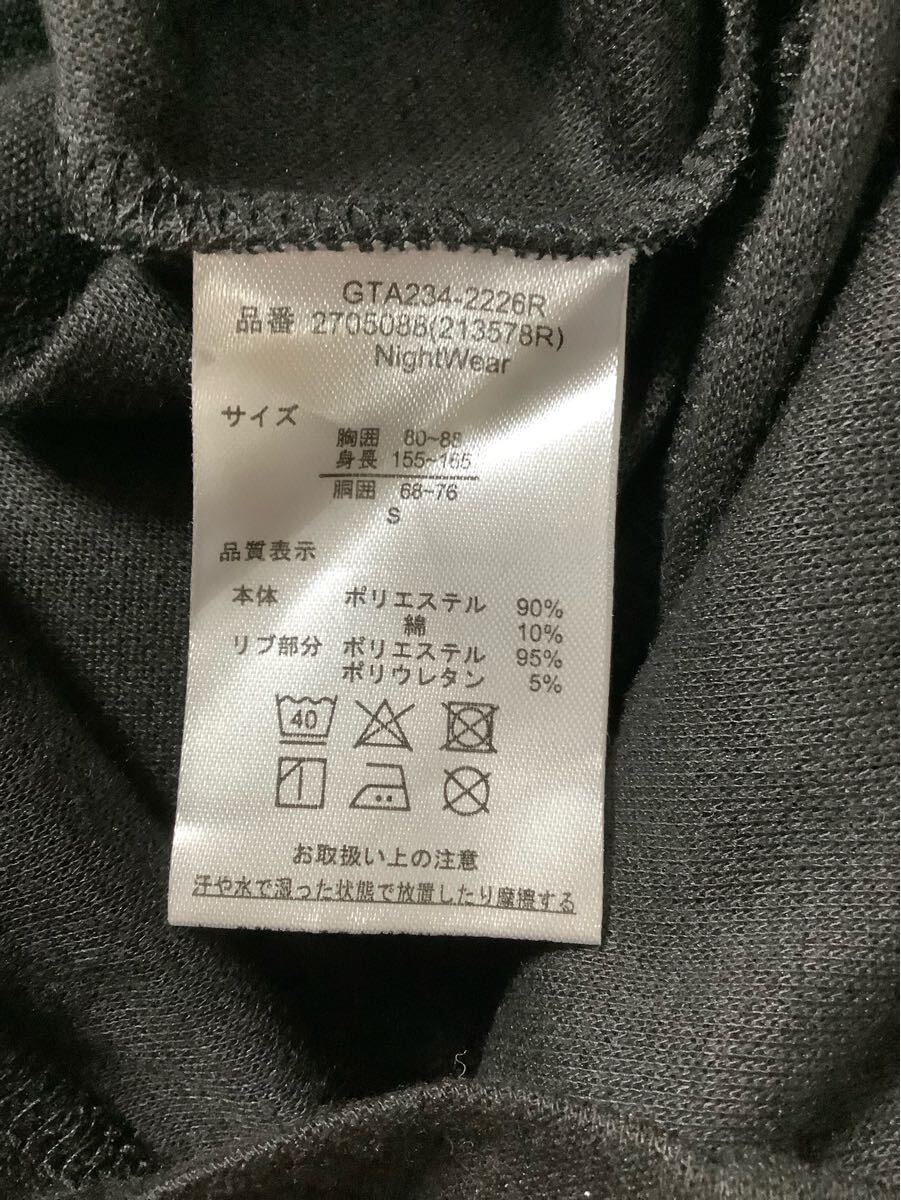 GTA234-2226R
品番 2705088(213578R)
NightWear
サイズ
胸囲 80~88
身長 155~165
胴囲 68~76
S
品質表示
本体 ポリエステル 90%
綿 10%
リブ部分 ポリエステル 95%
ポリウレタン 5%
40
お取扱い上の注意
汗や水で湿った状態で放置したり摩擦する